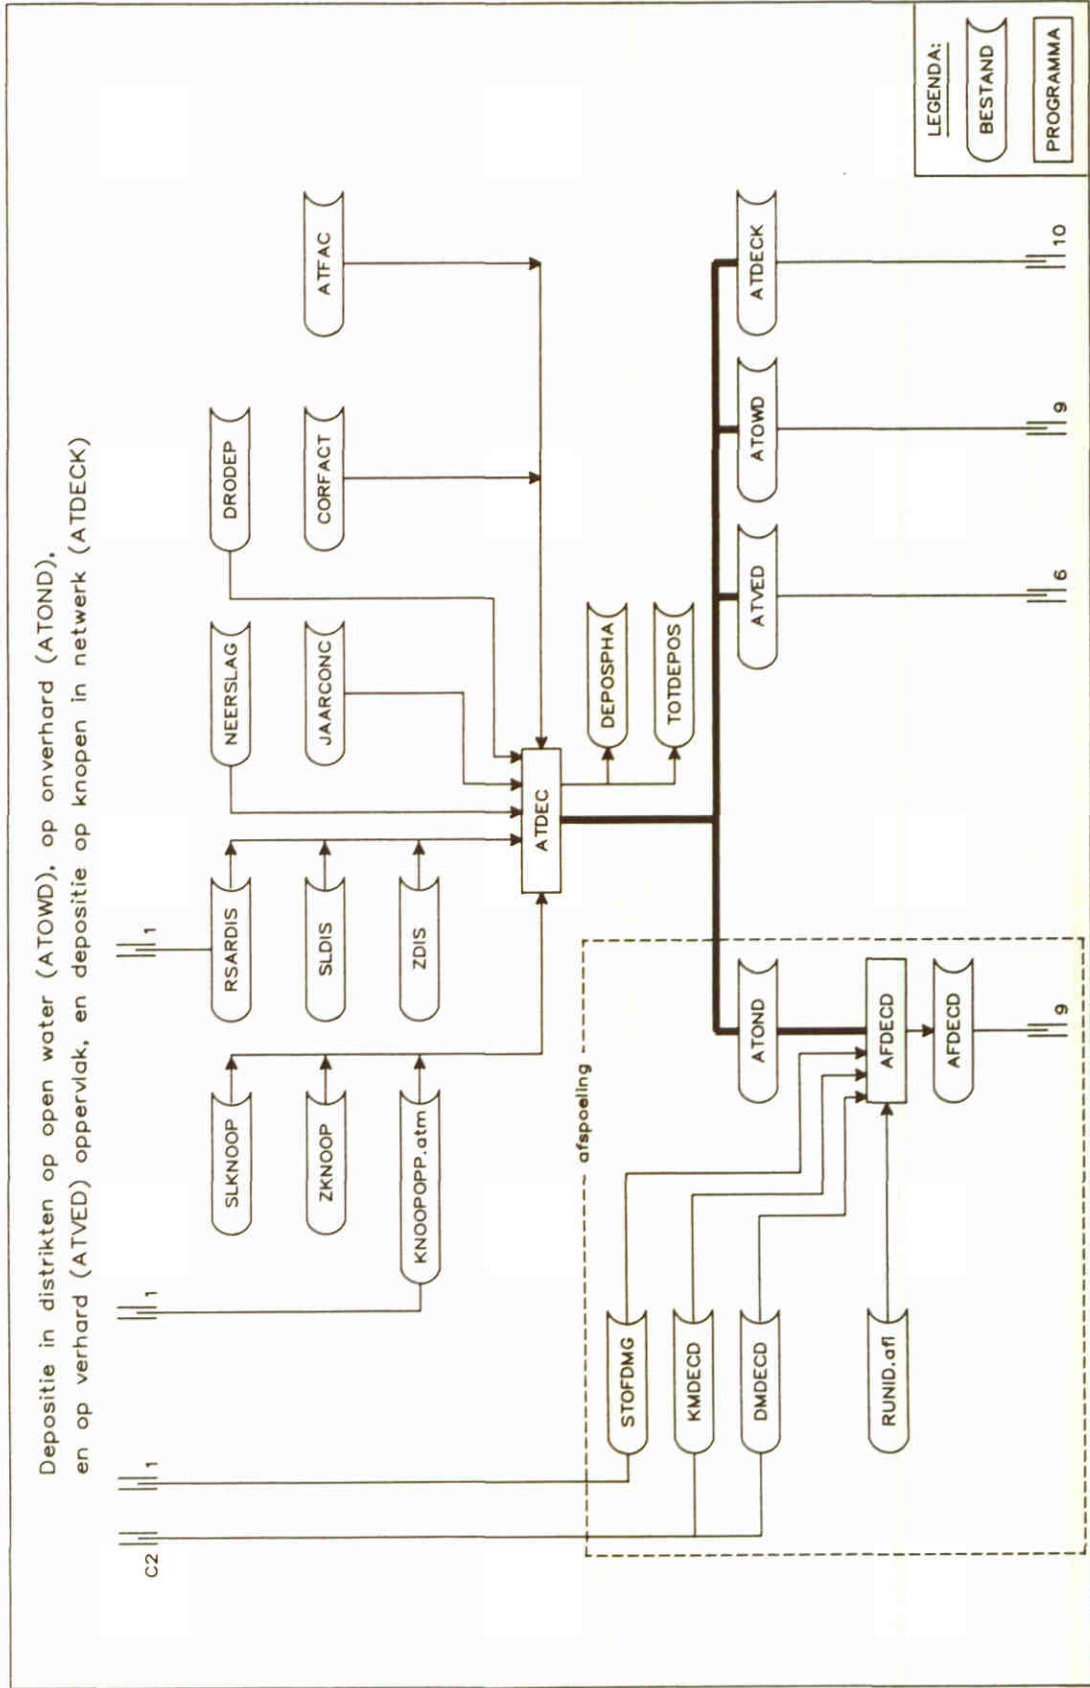 Depositie in distrikten op open water (ATOWD), op onverhard (ATOND),
en op verhard (ATVED) oppervlak, en depositie op knopen in netwerk (ATDECK)
C2
1
1
1
SLKNOOP
RSARDIS
NEERSLAG
DRODEP
ZKNOOP
SLDIS
JAARCONC
CORFACT
ATFAC
KNOOPOPP.atm
ZDIS
ATDEC
afspoeling
STOFDMG
DEPOSPHA
KMDECD
TOTDEPOS
DMDECD
ATOND
ATVED
ATOWD
ATDECK
RUNID.afl
AFDECD
AFDECD
9
6
9
10
LEGENDA:
BESTAND
PROGRAMMA